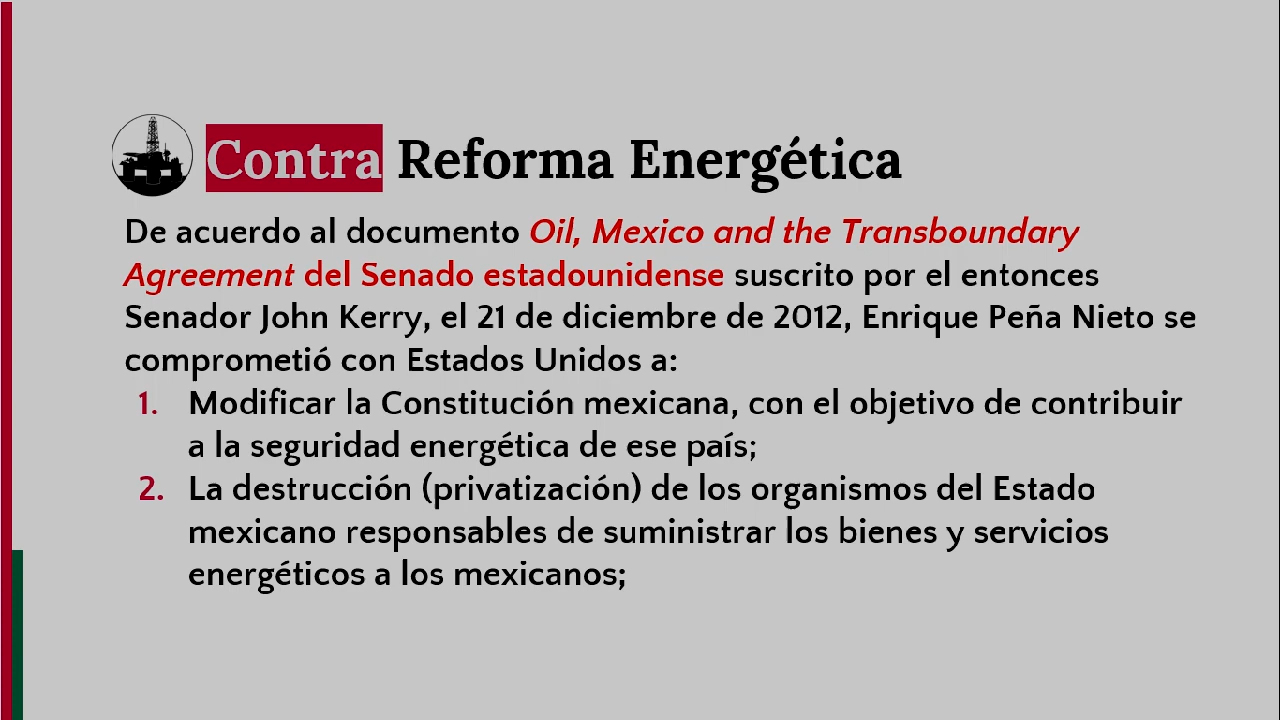 Contra Reforma Energética
De acuerdo al documento Oil, Mexico and the Transboundary
Agreement del Senado estadounidense suscrito por el entonces
Senador John Kerry, el 21 de diciembre de 2012, Enrique Peña Nieto se
comprometió con Estados Unidos a:
1. Modificar la Constitución mexicana, con el objetivo de contribuir
a la seguridad energética de ese país;
2. La destrucción (privatización) de los organismos del Estado
mexicano responsables de suministrar los bienes y servicios
energéticos a los mexicanos;